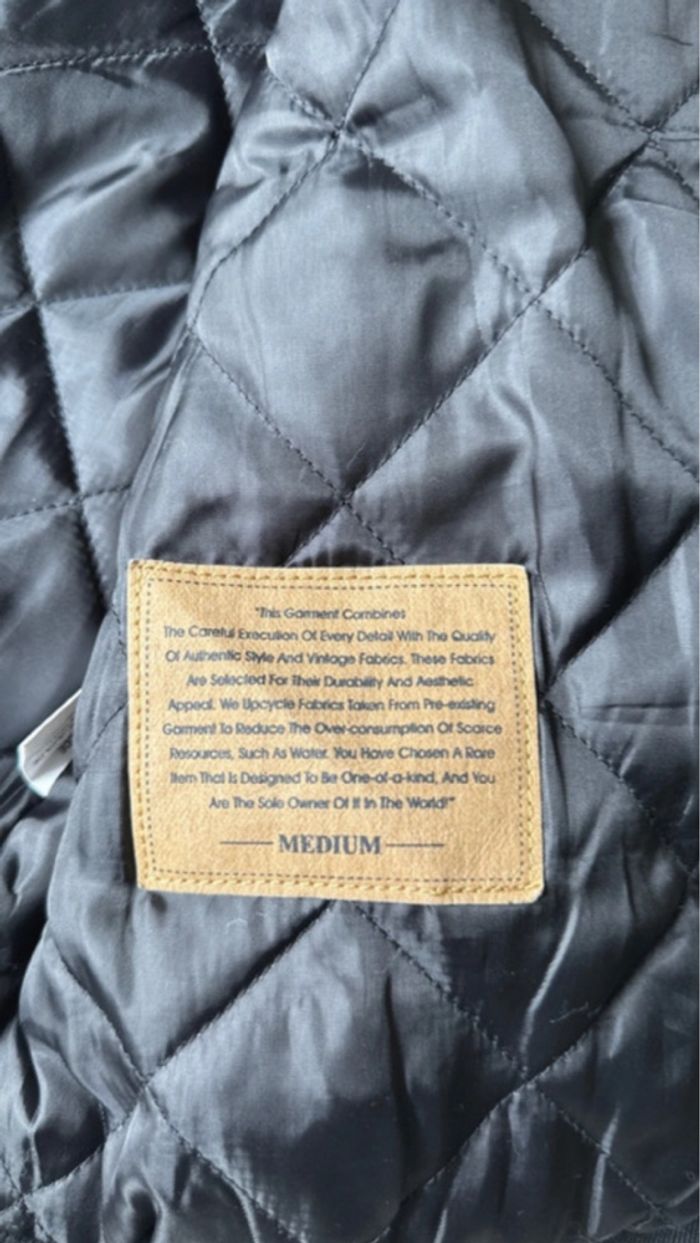 "This Garment Combines
The Careful Execution Of Every Detail With The Quality
Of Authentic Style And Vintage Fabrics. These Fabrics
Are Selected For Their Durability And Aesthetic
Appeal. We Upcycle Fabrics Taken From Pre-existing
Garment To Reduce The Over-consumption Of Scarce
Resources, Such As Water. You Have Chosen A Rare
Item That Is Designed To Be One-of-a-kind, And You
Are The Sole Owner Of It In The World!"
MEDIUM